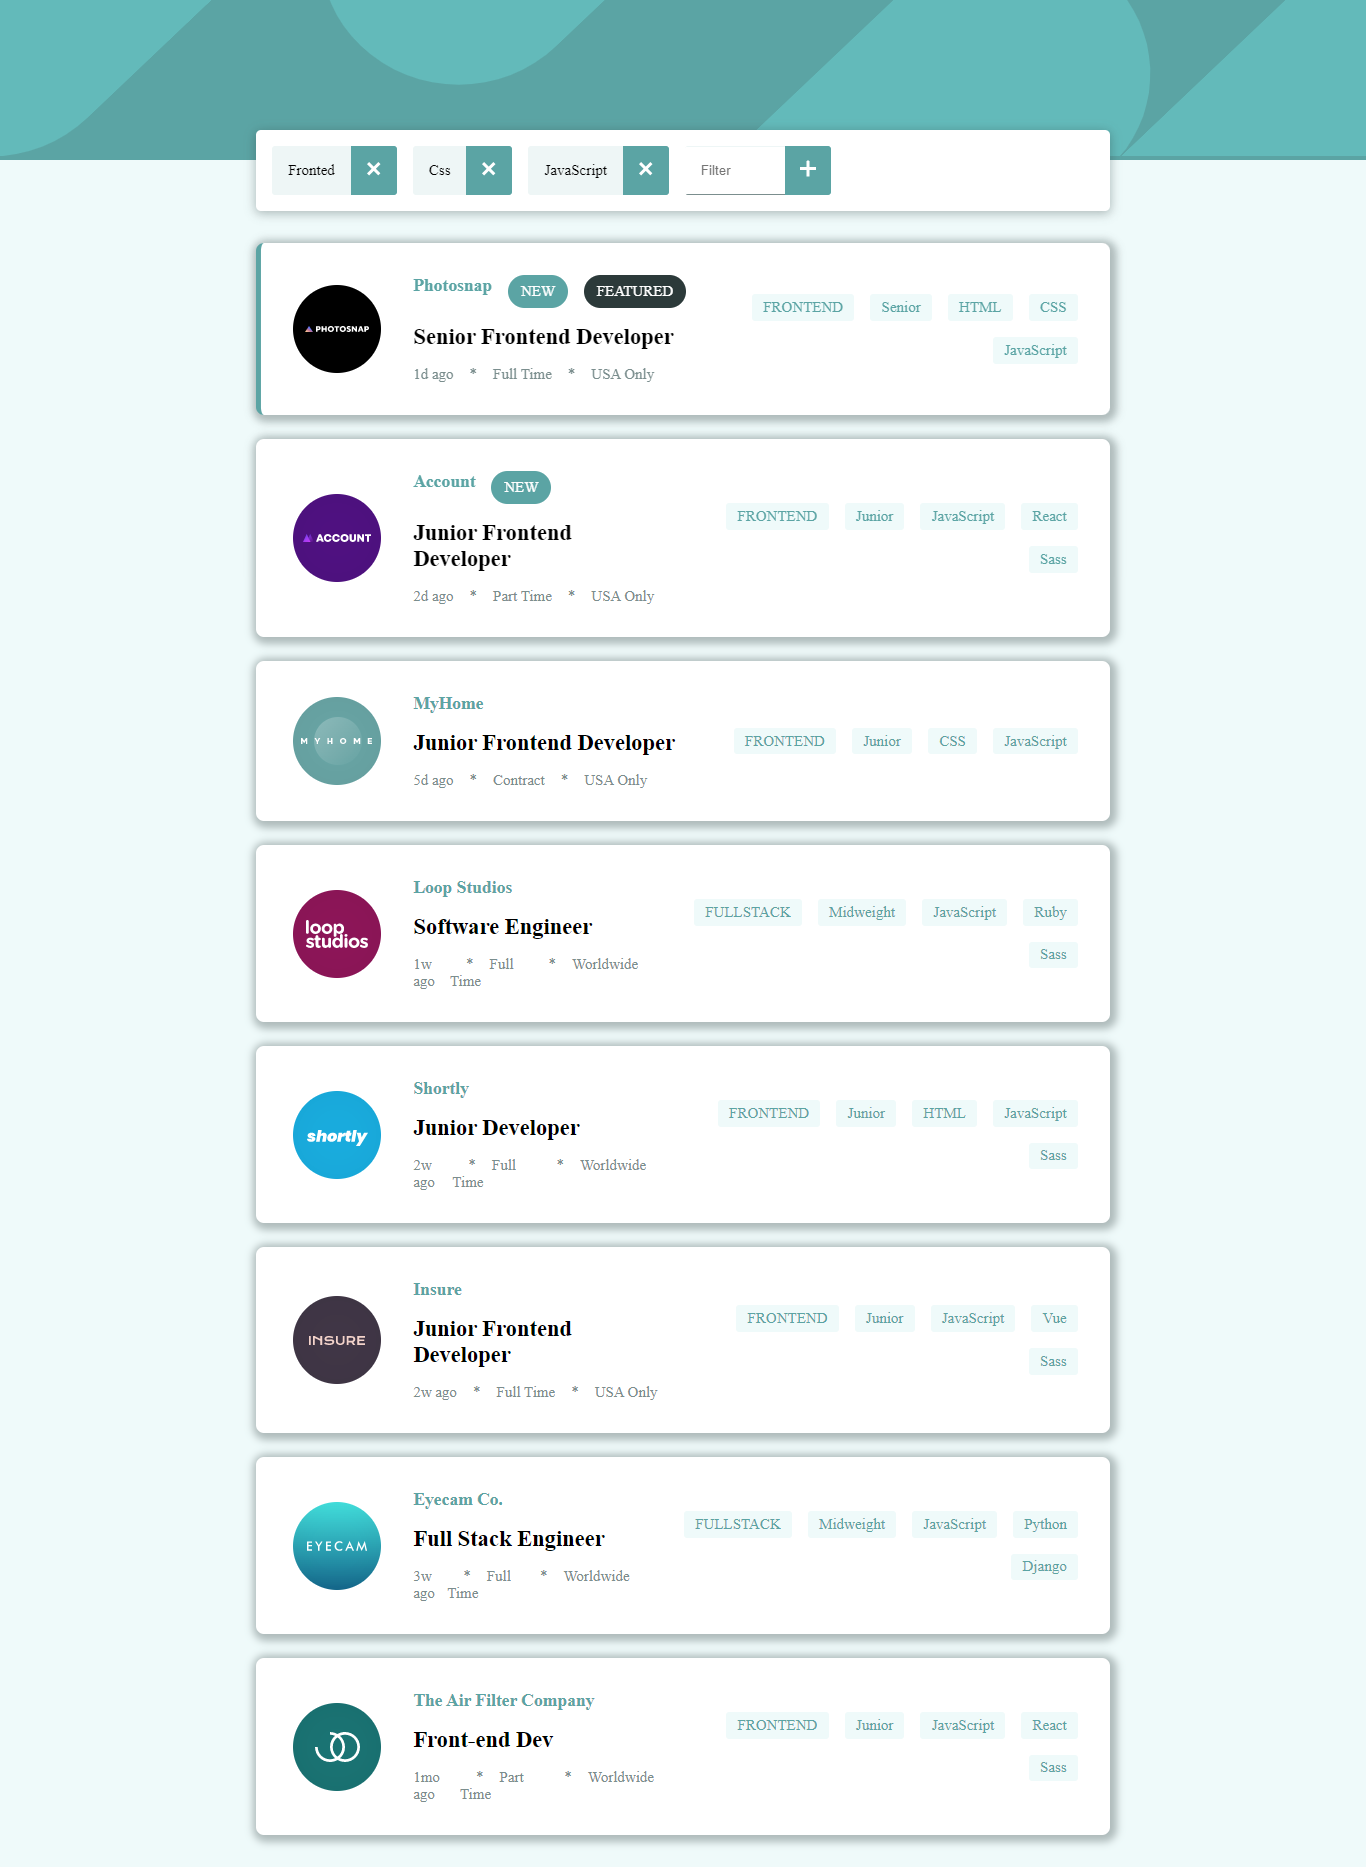 Fronted × Css × JavaScript × Filter +
PHOTOSNAP
Photosnap NEW FEATURED
Senior Frontend Developer
1d ago * Full Time * USA Only
FRONTEND Senior HTML CSS
JavaScript
ACCOUNT
Account NEW
Junior Frontend
Developer
2d ago * Part Time * USA Only
FRONTEND Junior JavaScript React
Sass
MYHOME
MyHome
Junior Frontend Developer
5d ago * Contract * USA Only
FRONTEND Junior CSS JavaScript
loop
studios
Loop Studios
Software Engineer
1w * Full * Worldwide
ago Time
FULLSTACK Midweight JavaScript Ruby
Sass
shortly
Shortly
Junior Developer
2w * Full * Worldwide
ago Time
FRONTEND Junior HTML JavaScript
Sass
INSURE
Insure
Junior Frontend
Developer
2w ago * Full Time * USA Only
FRONTEND Junior JavaScript Vue
Sass
EYECAM
Eyecam Co.
Full Stack Engineer
3w * Full * Worldwide
ago Time
FULLSTACK Midweight JavaScript Python
Django
The Air Filter Company
Front-end Dev
1mo * Part * Worldwide
ago Time
FRONTEND Junior JavaScript React
Sass